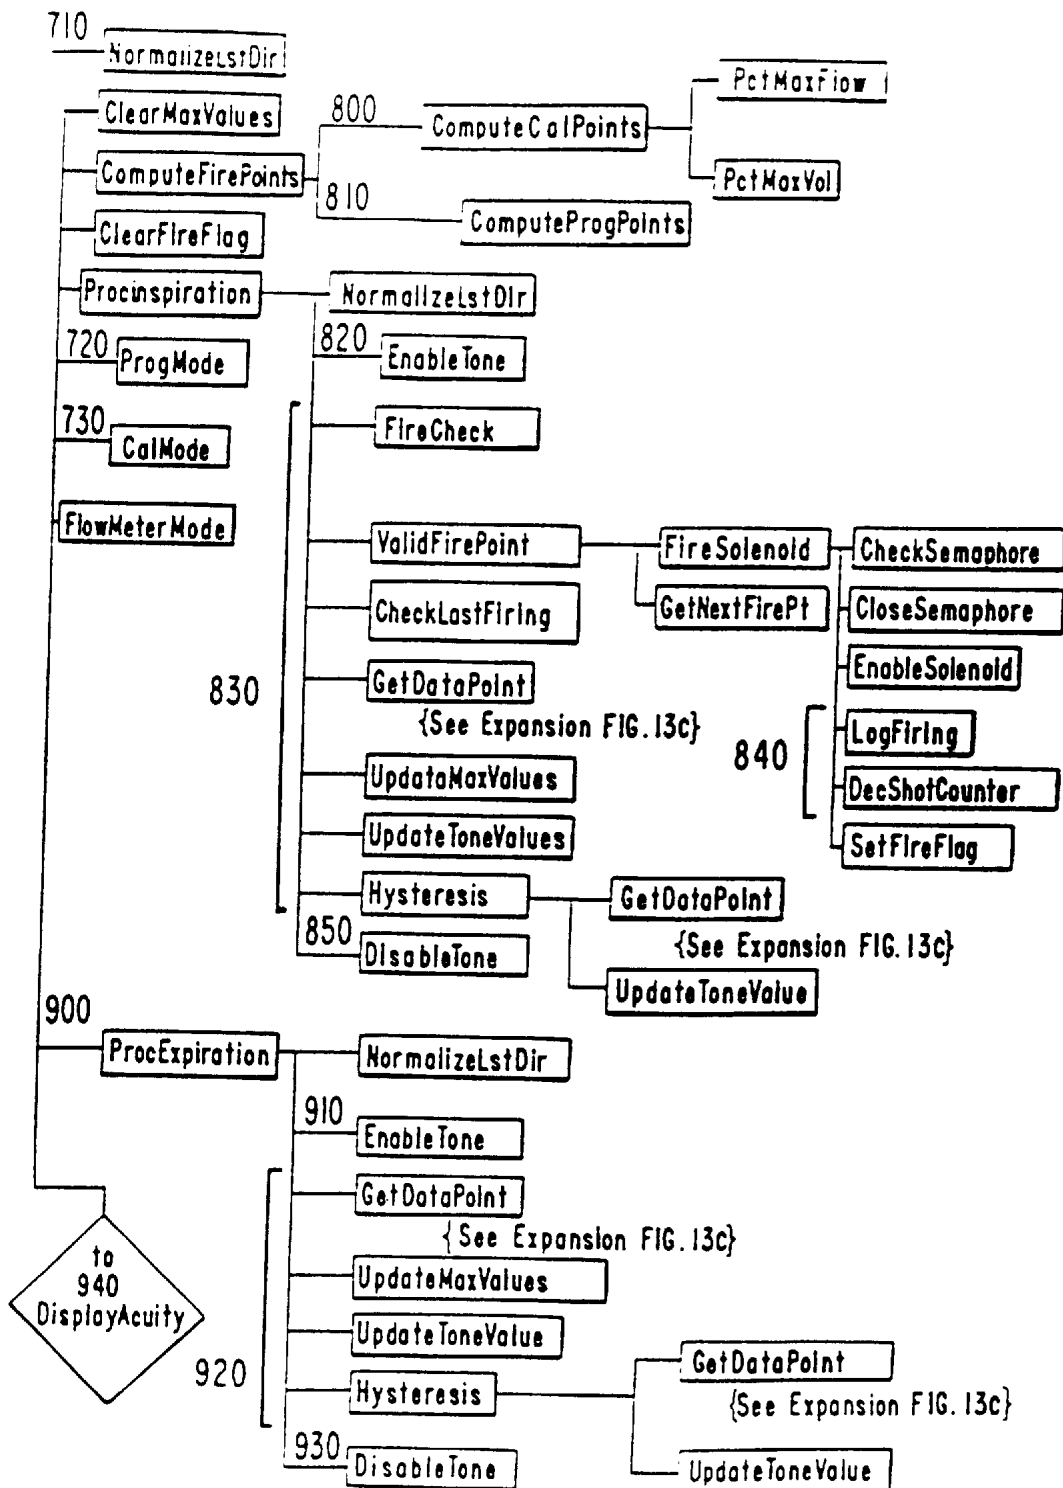 710
NormalizeLstDir
ClearMaxValues
ComputeFirePoints
800
ComputeCalPoints
PctMaxFlow
PctMaxVol
810
ComputeProgPoints
ClearFireFlag
Procinspiration
NormalizeLstDir
720
ProgMode
820
EnableTone
730
CalMode
FireCheck
FlowMeterMode
830
ValidFirePoint
FireSolenoid
CheckSemaphore
GetNextFirePt
CloseSemaphore
CheckLastFiring
EnableSolenoid
GetDataPoint
{See Expansion FIG. 13c}
840
LogFiring
DecShotCounter
SetFireFlag
UpdataMaxValues
UpdateToneValues
Hysteresis
GetDataPoint
{See Expansion FIG. 13c}
UpdateToneValue
850
DisableTone
900
ProcExpiration
NormalizeLstDir
910
EnableTone
920
GetDataPoint
{See Expansion FIG. 13c}
UpdateMaxValues
UpdateToneValue
Hysteresis
GetDataPoint
{See Expansion FIG. 13c}
UpdateToneValue
930
DisableTone
to
940
DisplayAcuity